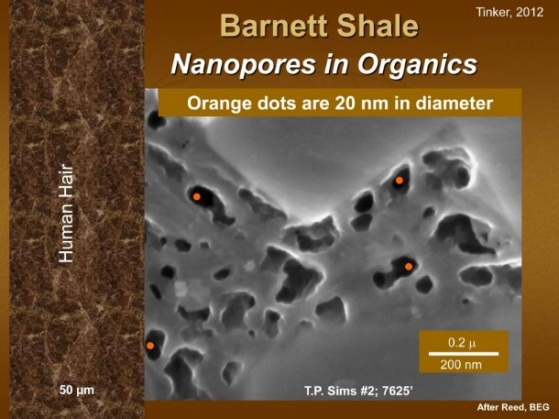 Tinker, 2012
Barnett Shale
Nanopores in Organics
Orange dots are 20 nm in diameter
Human Hair
0.2 µ
200 nm
50 µm
T.P. Sims #2; 7625'
After Reed, BEG